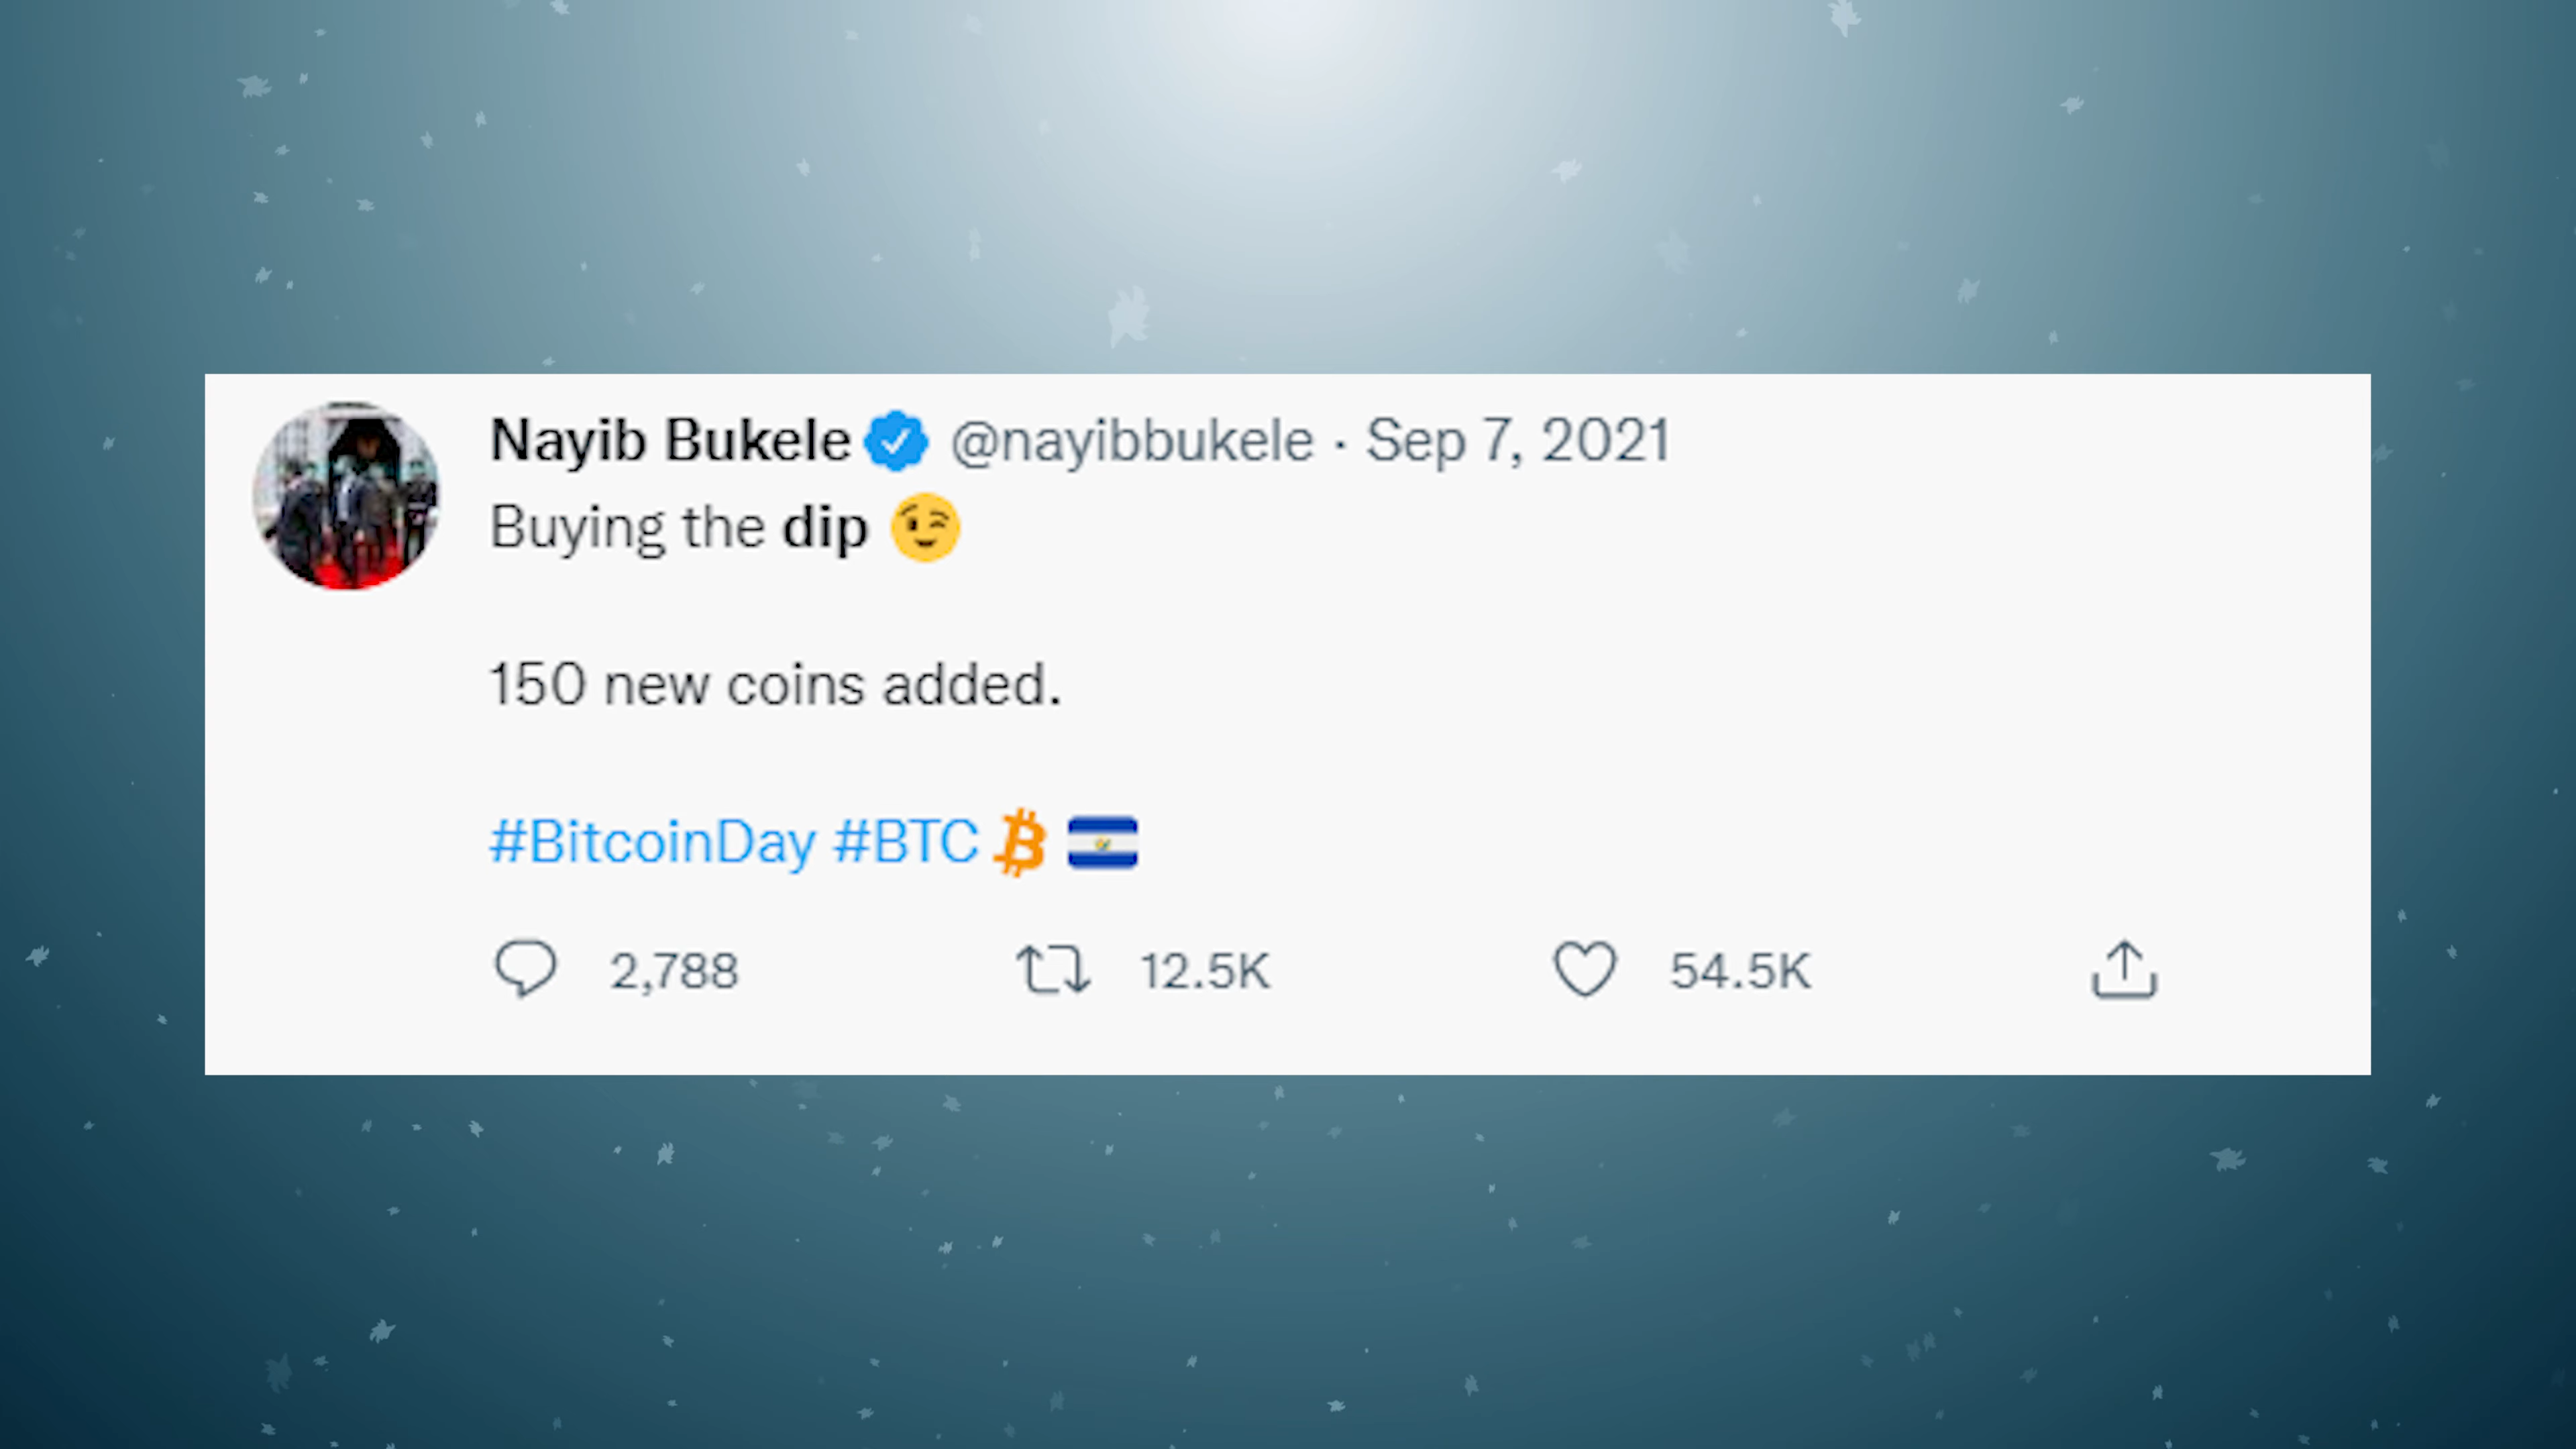 Nayib Bukele @nayibbukele · Sep 7, 2021
Buying the dip 😉
150 new coins added.
#BitcoinDay #BTC 🇸🇻
2,788 12.5K 54.5K